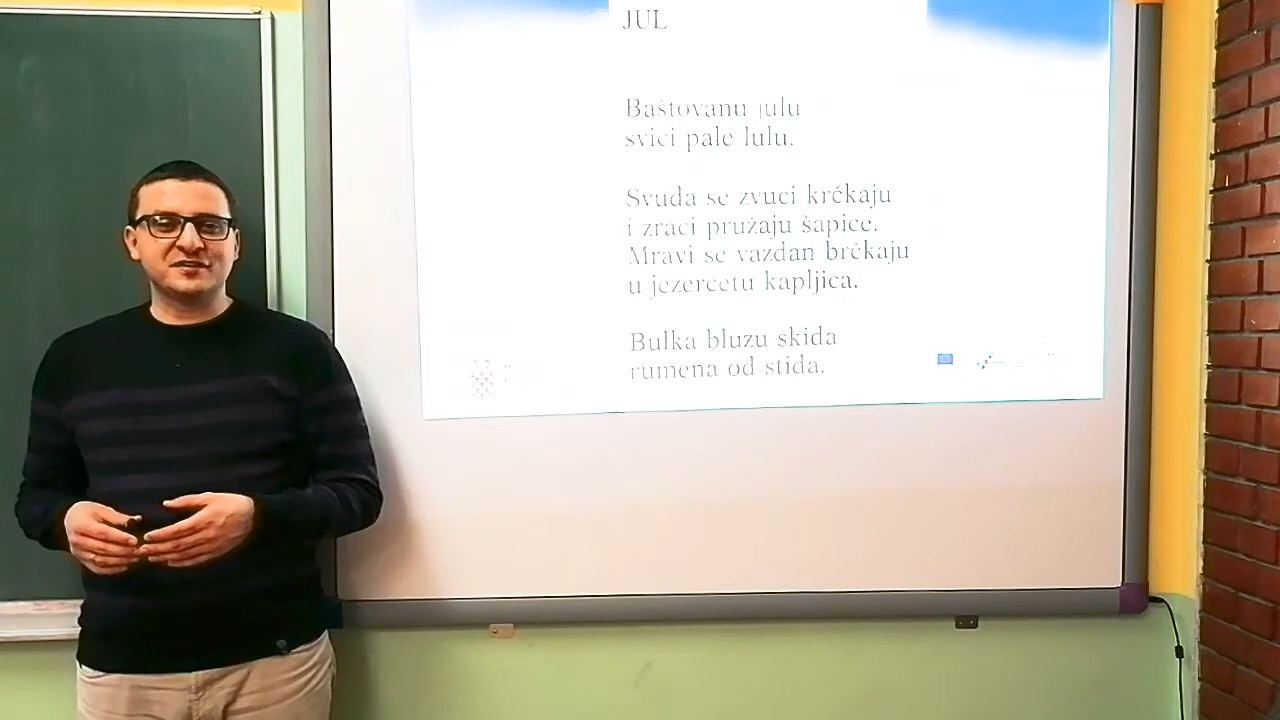 JUL
Baštovanu julu
svici pale lulu.
Svuda se zvuci krčkaju
i zraci pružaju šapice.
Mravi se vazdan brčkaju
u jezercetu kapljica.
Bulka bluzu skida
rumena od stida.